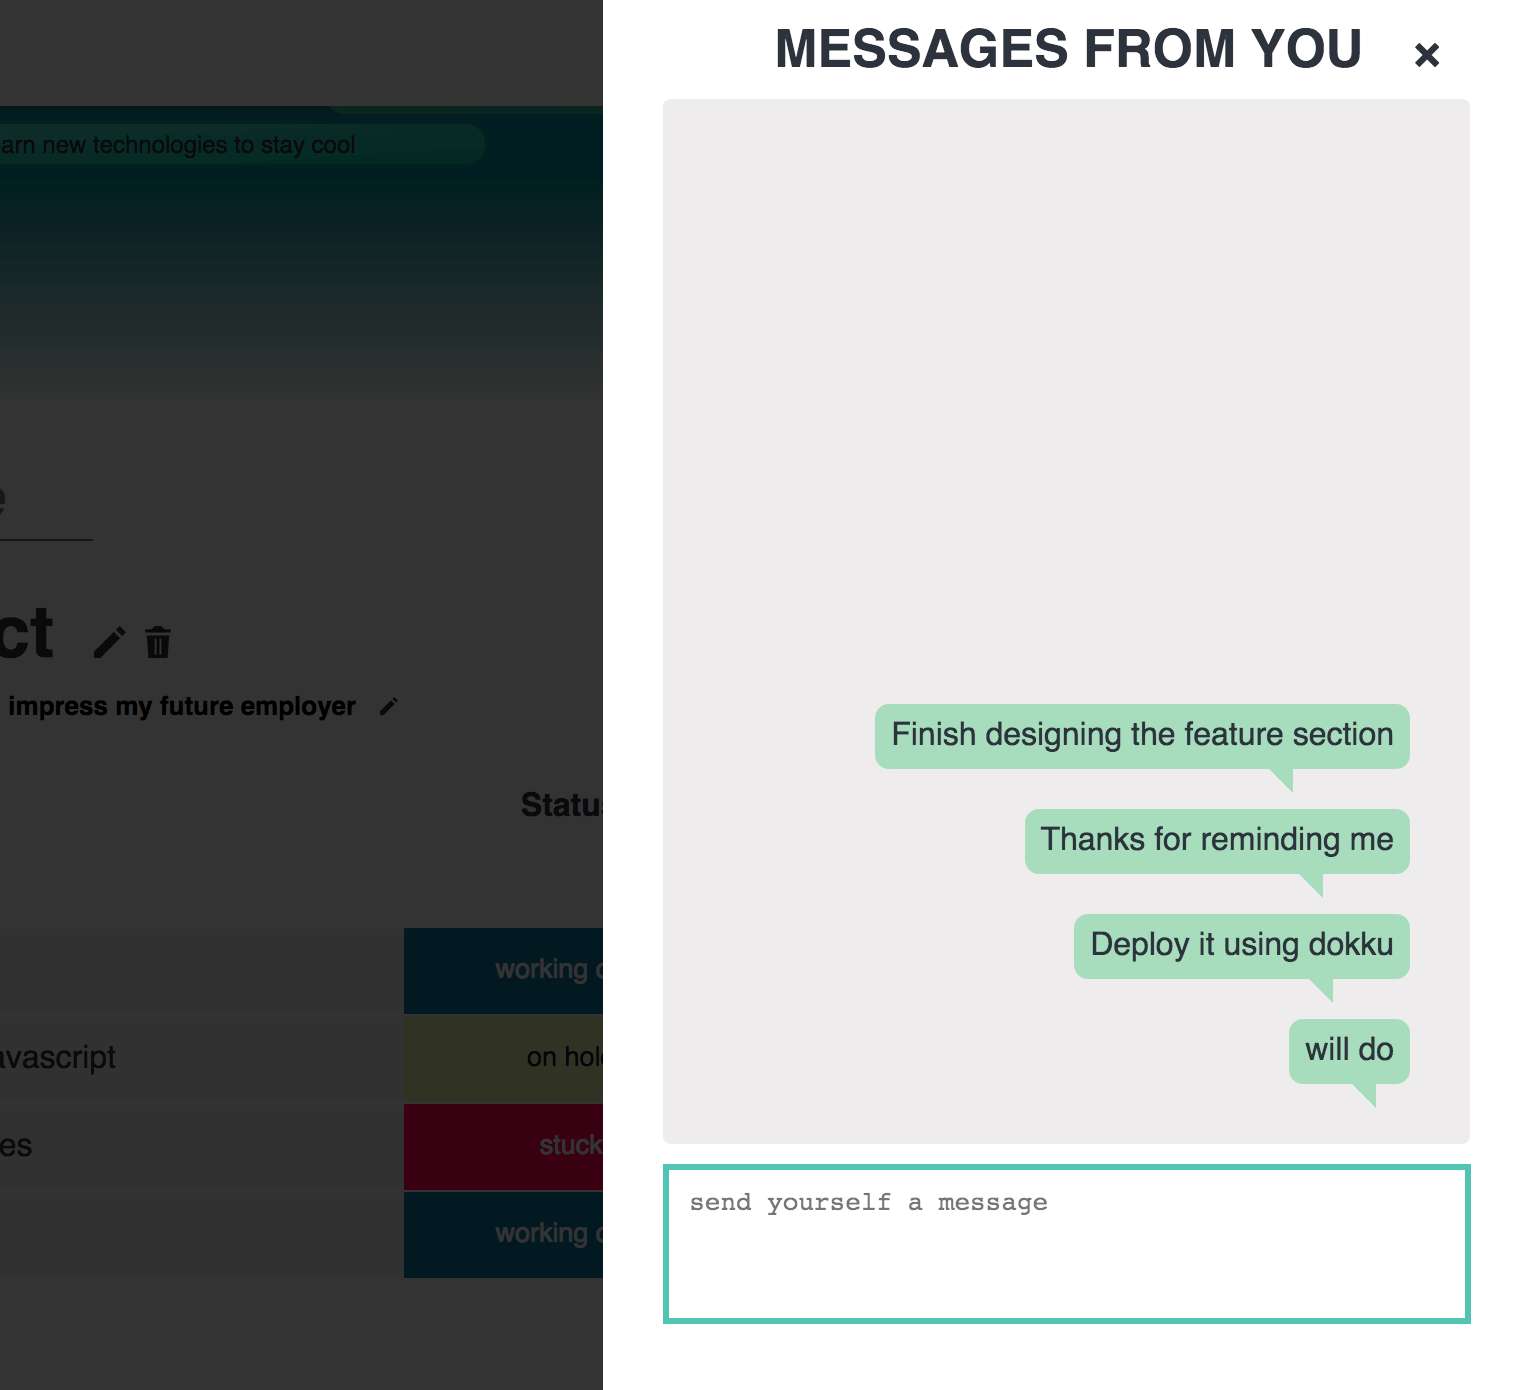 MESSAGES FROM YOU
arn new technologies to stay cool
ct
impress my future employer
Status
working o
on hol
avascript
stuck
es
working o
Finish designing the feature section
Thanks for reminding me
Deploy it using dokku
will do
send yourself a message